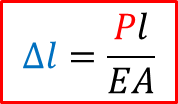 Δl = Pl/EA